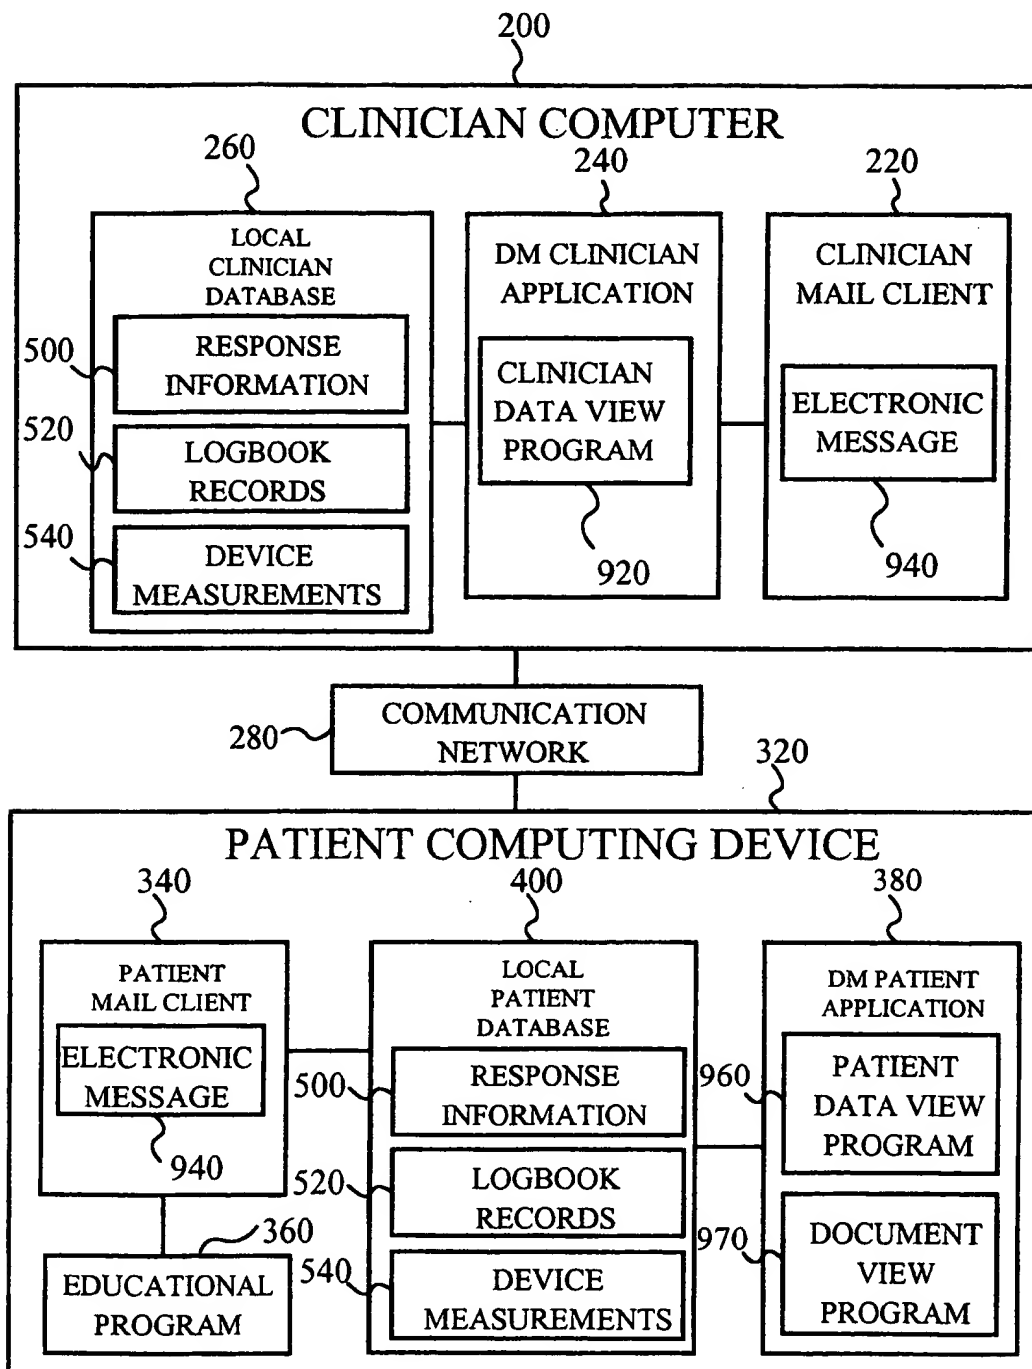 200
CLINICIAN COMPUTER
260
240
220
LOCAL
CLINICIAN
DATABASE
500
RESPONSE
INFORMATION
520
LOGBOOK
RECORDS
540
DEVICE
MEASUREMENTS
DM CLINICIAN
APPLICATION
CLINICIAN
DATA VIEW
PROGRAM
920
CLINICIAN
MAIL CLIENT
ELECTRONIC
MESSAGE
940
280
COMMUNICATION
NETWORK
320
PATIENT COMPUTING DEVICE
340
400
380
PATIENT
MAIL CLIENT
ELECTRONIC
MESSAGE
940
360
EDUCATIONAL
PROGRAM
LOCAL
PATIENT
DATABASE
500
RESPONSE
INFORMATION
520
LOGBOOK
RECORDS
540
DEVICE
MEASUREMENTS
DM PATIENT
APPLICATION
960
PATIENT
DATA VIEW
PROGRAM
970
DOCUMENT
VIEW
PROGRAM